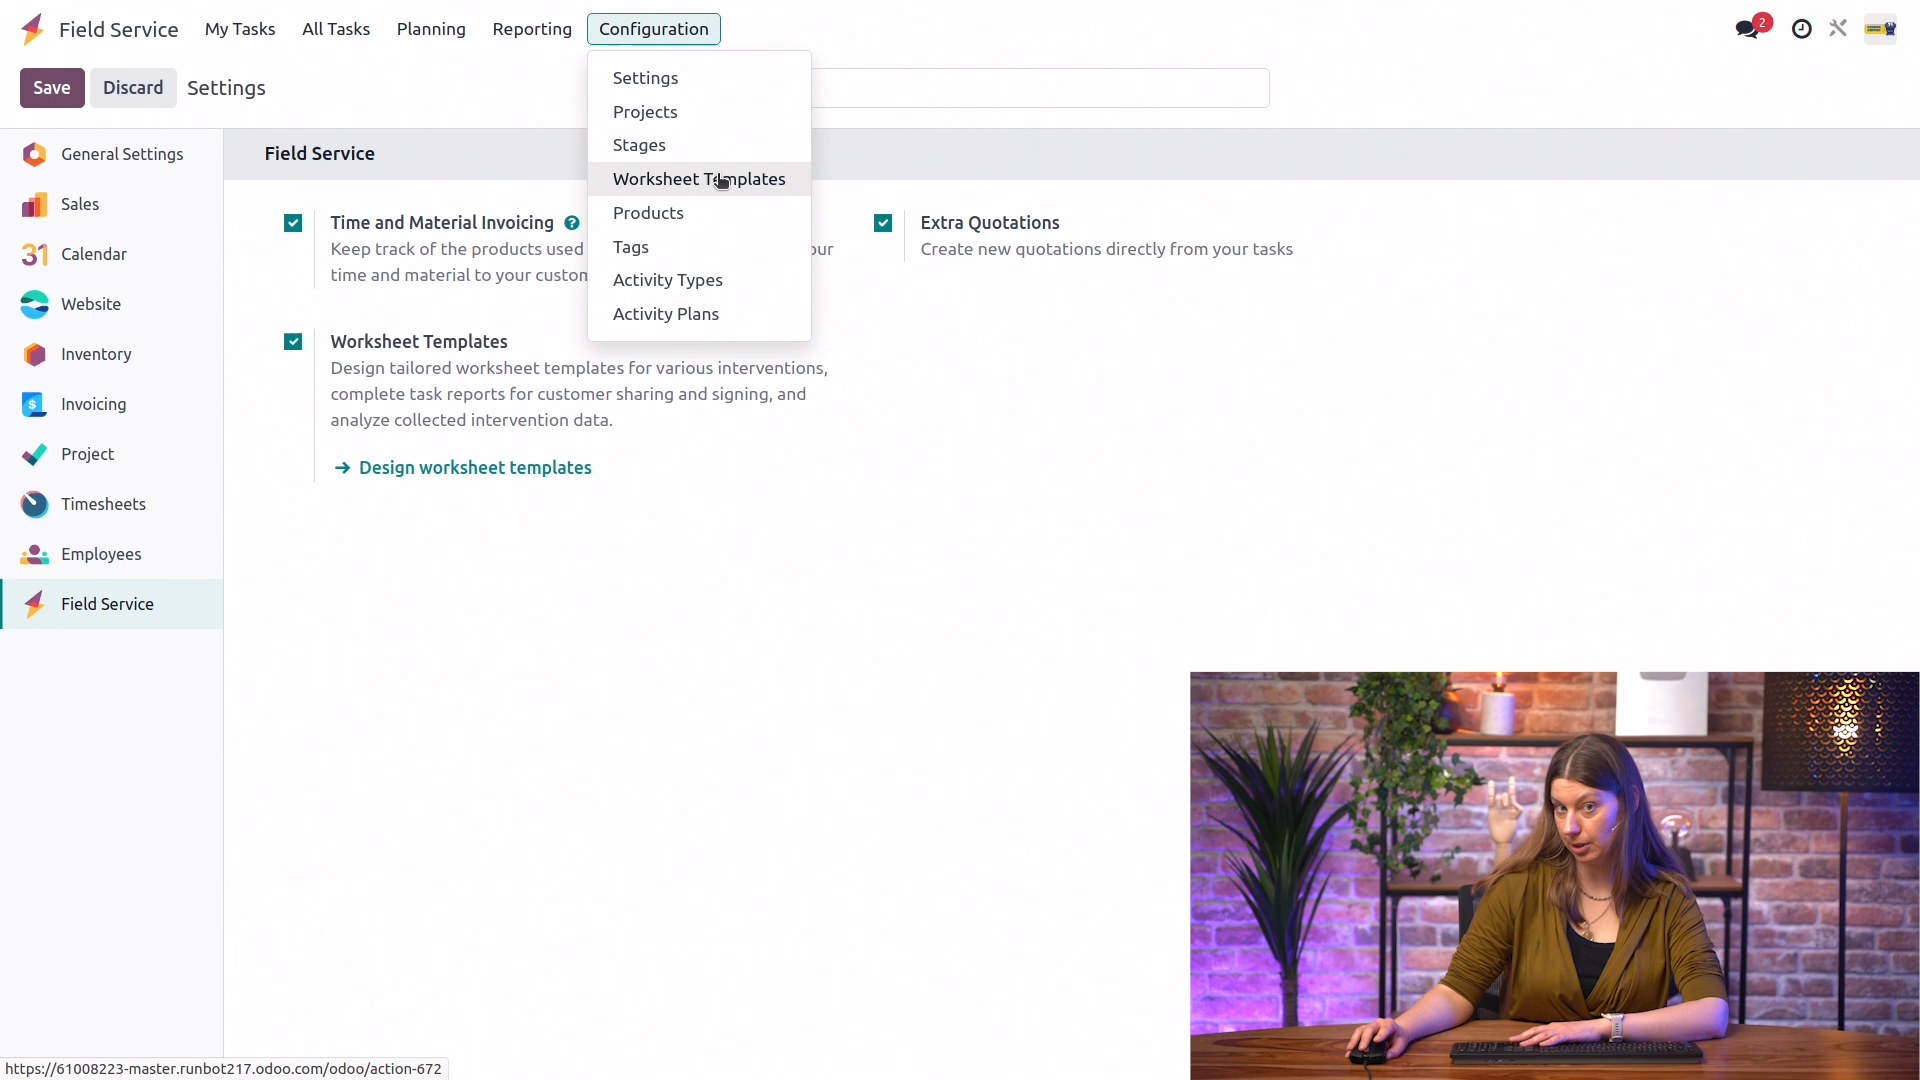 Field Service
My Tasks
All Tasks
Planning
Reporting
Configuration
2
Save
Discard
Settings
Settings
Projects
Stages
Worksheet Templates
Products
Tags
Activity Types
Activity Plans
General Settings
Sales
31
Calendar
Website
Inventory
$
Invoicing
Project
Timesheets
Employees
Field Service
Field Service
Time and Material Invoicing ?
Keep track of the products used
our
time and material to your custom
Extra Quotations
Create new quotations directly from your tasks
Worksheet Templates
Design tailored worksheet templates for various interventions,
complete task reports for customer sharing and signing, and
analyze collected intervention data.
→ Design worksheet templates
https://61008223-master.runbot217.odoo.com/odoo/action-672